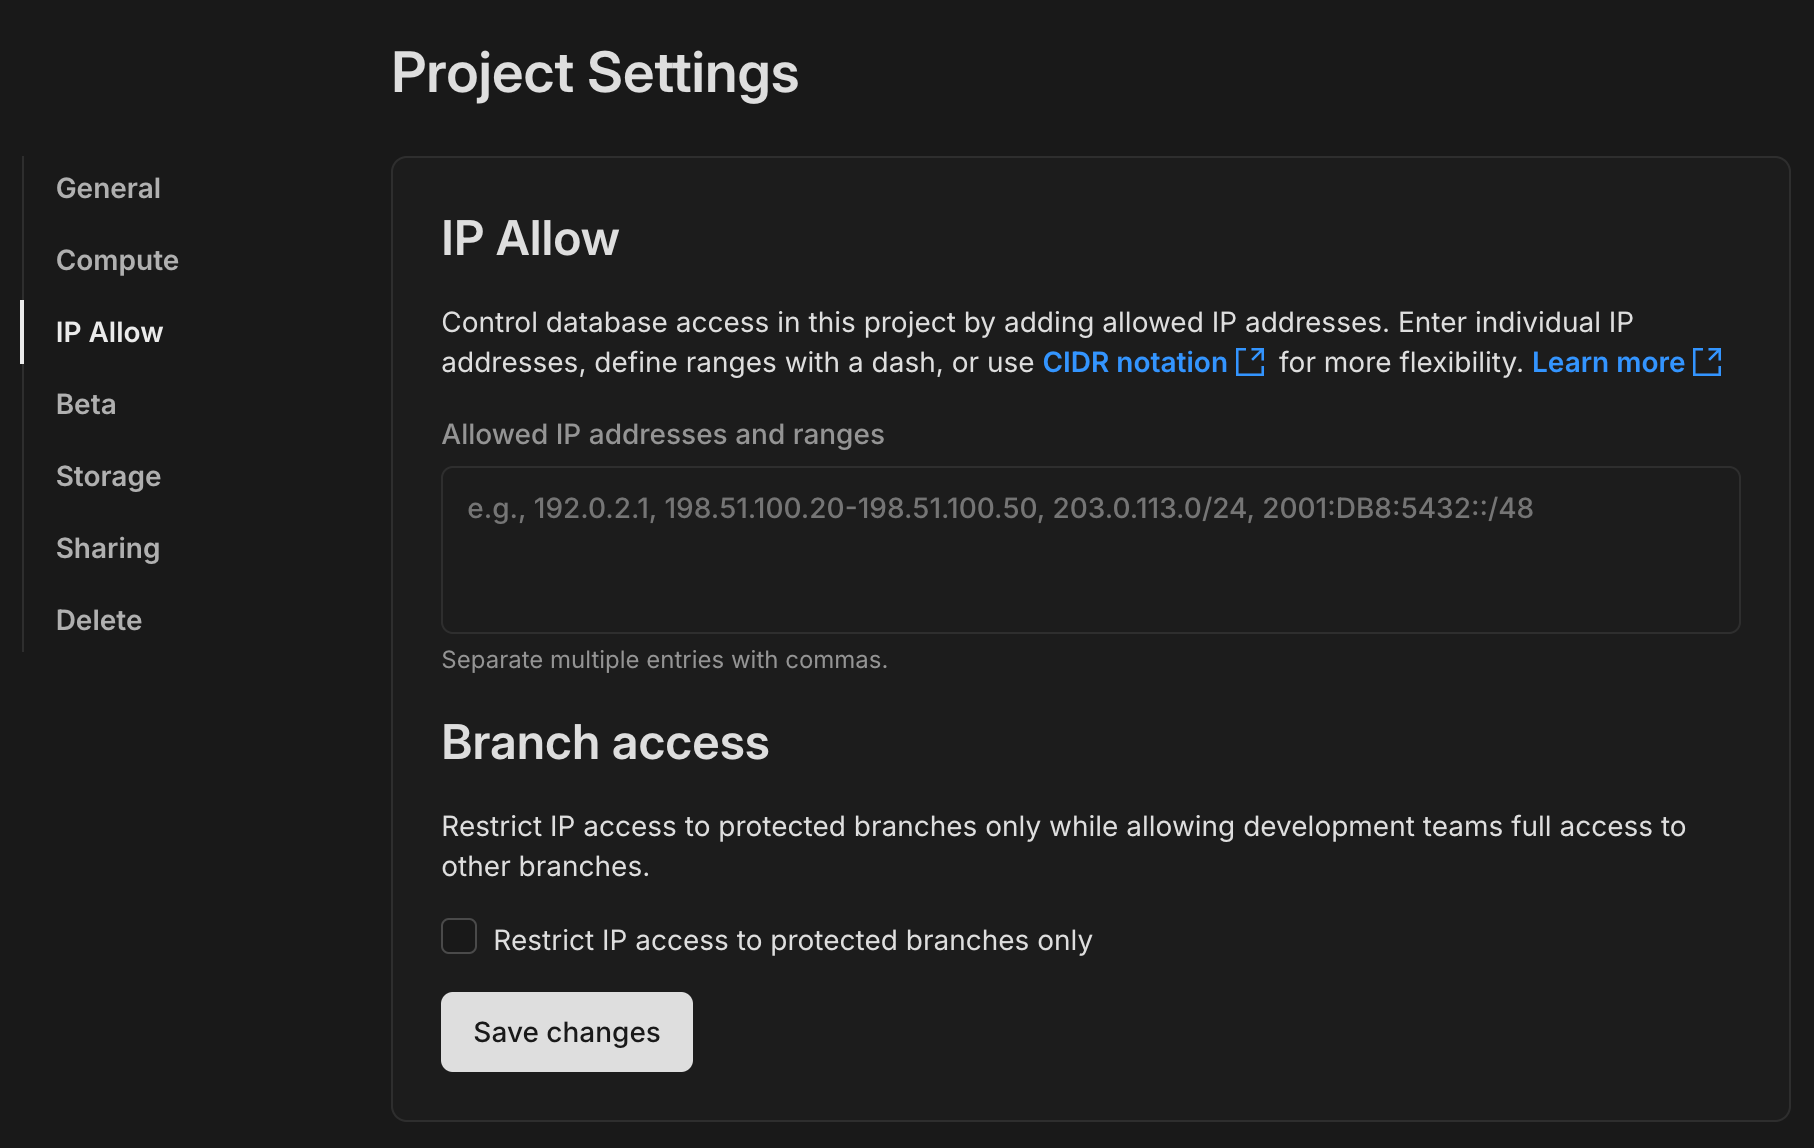 Project Settings
General
Compute
IP Allow
Beta
Storage
Sharing
Delete
IP Allow
Control database access in this project by adding allowed IP addresses. Enter individual IP
addresses, define ranges with a dash, or use CIDR notation for more flexibility. Learn more
Allowed IP addresses and ranges
e.g., 192.0.2.1, 198.51.100.20-198.51.100.50, 203.0.113.0/24, 2001:DB8:5432::/48
Separate multiple entries with commas.
Branch access
Restrict IP access to protected branches only while allowing development teams full access to
other branches.
Restrict IP access to protected branches only
Save changes